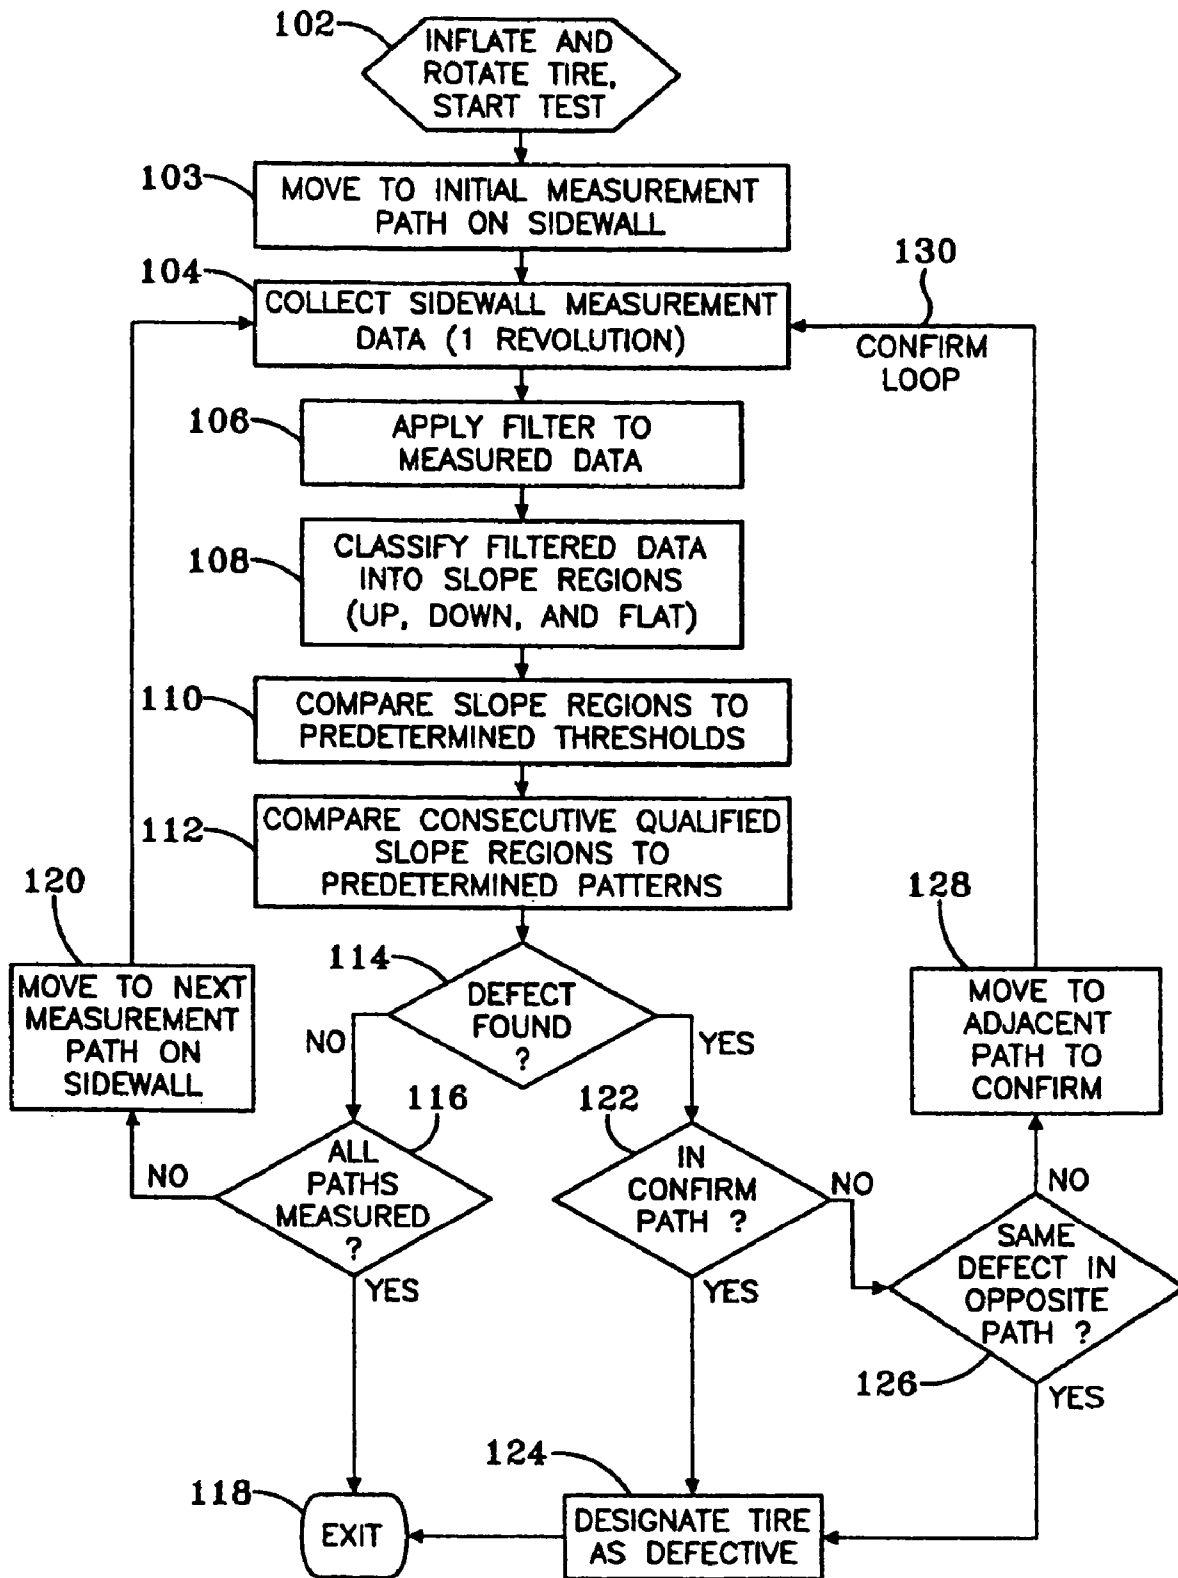 102
INFLATE AND
ROTATE TIRE,
START TEST
103
MOVE TO INITIAL MEASUREMENT
PATH ON SIDEWALL
104
COLLECT SIDEWALL MEASUREMENT
DATA (1 REVOLUTION)
130
CONFIRM
LOOP
106
APPLY FILTER TO
MEASURED DATA
108
CLASSIFY FILTERED DATA
INTO SLOPE REGIONS
(UP, DOWN, AND FLAT)
110
COMPARE SLOPE REGIONS TO
PREDETERMINED THRESHOLDS
112
COMPARE CONSECUTIVE QUALIFIED
SLOPE REGIONS TO
PREDETERMINED PATTERNS
120
MOVE TO NEXT
MEASUREMENT
PATH ON
SIDEWALL
114
DEFECT
FOUND
?
NO
YES
128
MOVE TO
ADJACENT
PATH TO
CONFIRM
116
ALL
PATHS
MEASURED
?
NO
YES
122
IN
CONFIRM
PATH ?
NO
YES
NO
SAME
DEFECT IN
OPPOSITE
PATH ?
126
YES
118
EXIT
124
DESIGNATE TIRE
AS DEFECTIVE